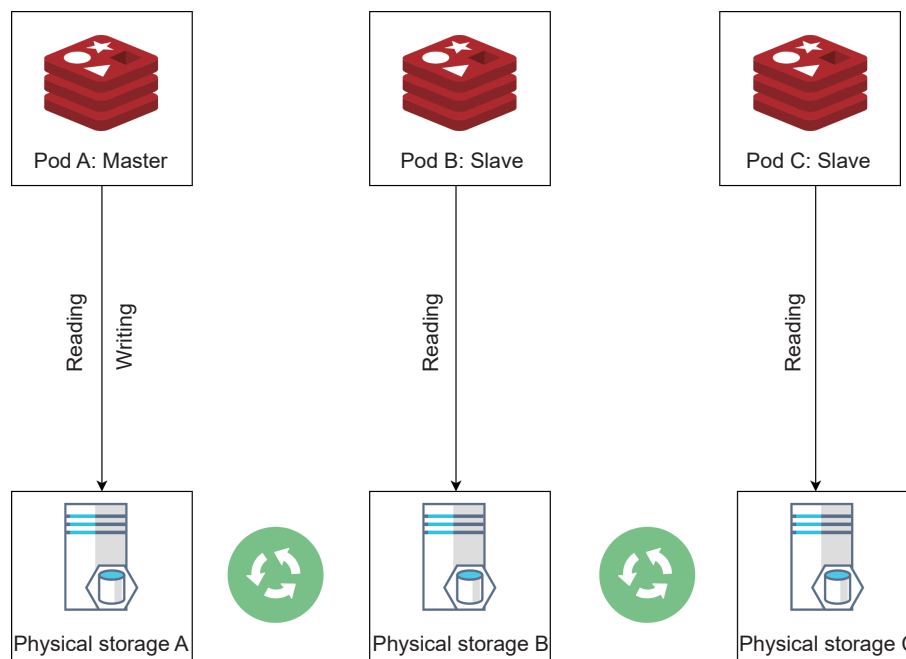 Pod A: Master
Pod B: Slave
Pod C: Slave
Reading
Writing
Reading
Reading
Physical storage A
Physical storage B
Physical storage C